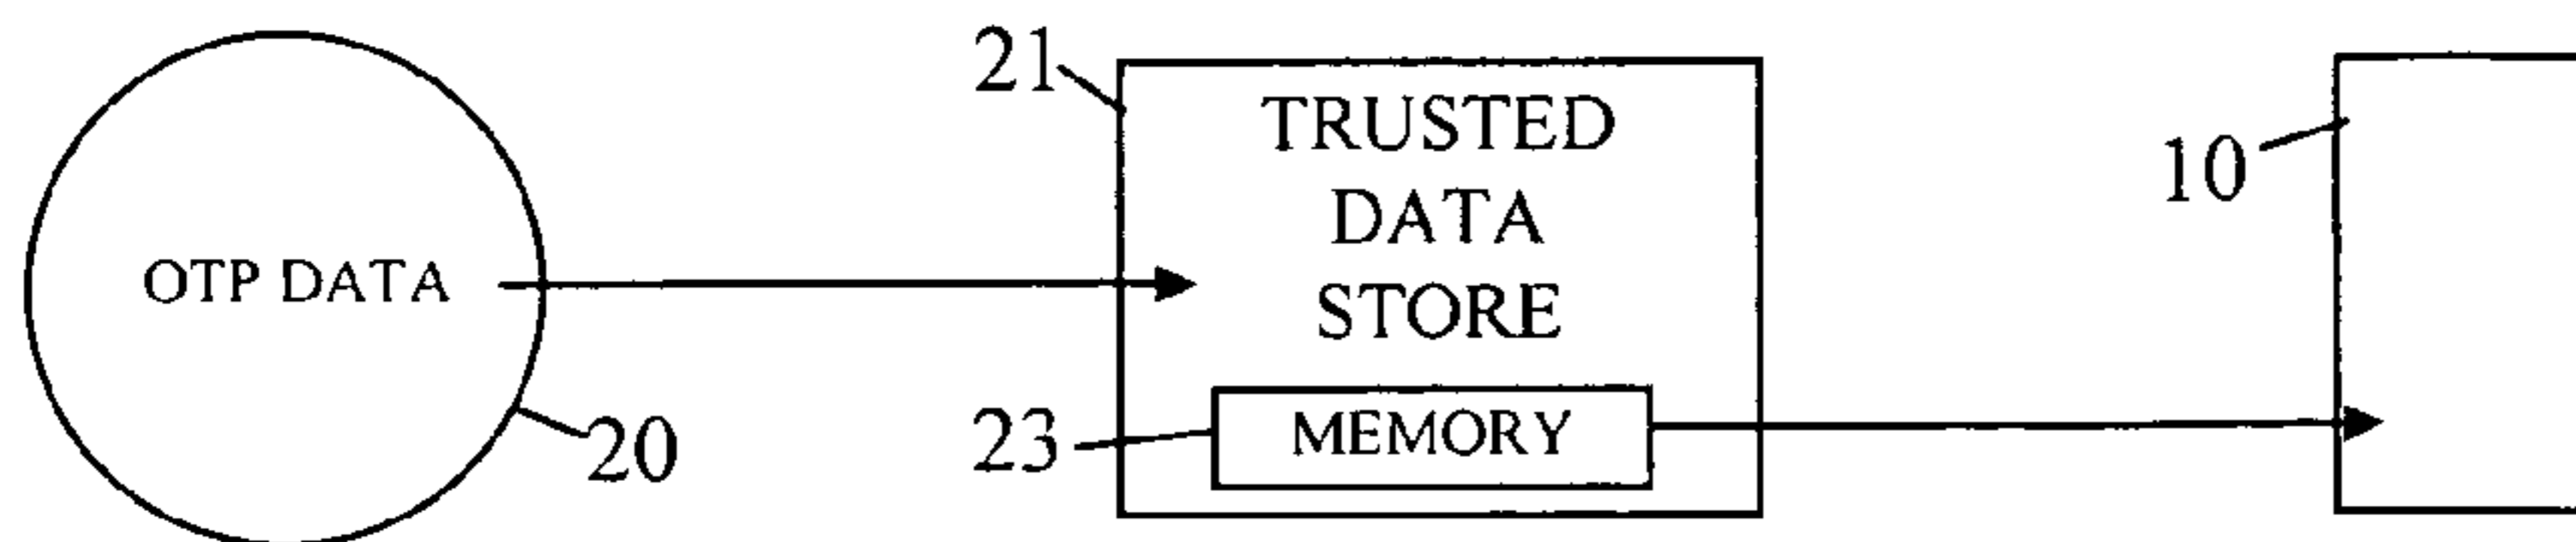 OTP DATA
20
21
TRUSTED
DATA
STORE
23
MEMORY
10